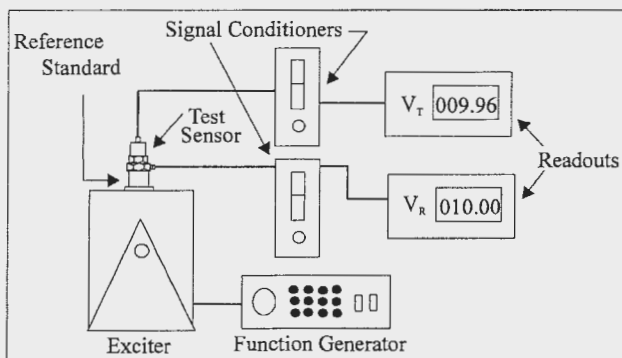 Signal Conditioners
Reference
Standard
Test
Sensor
V_T 009.96
Readouts
V_R 010.00
Exciter
Function Generator